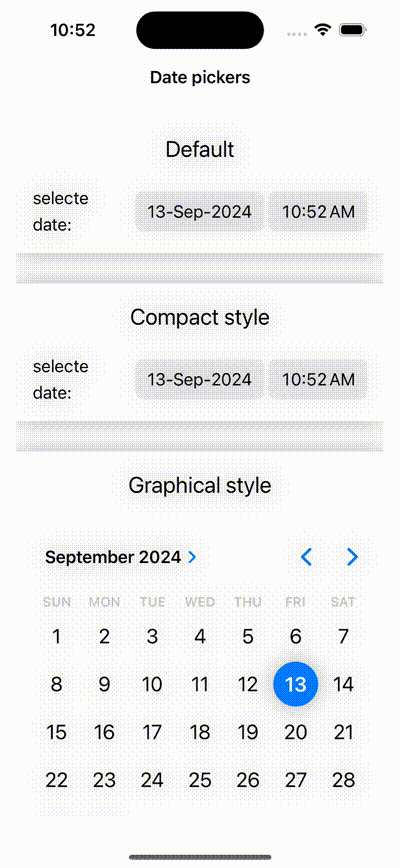 10:52
Date pickers
Default
selecte
date:
13-Sep-2024 10:52 AM
Compact style
selecte
date:
13-Sep-2024 10:52 AM
Graphical style
September 2024
SUN MON TUE WED THU FRI SAT
1 2 3 4 5 6 7
8 9 10 11 12 13 14
15 16 17 18 19 20 21
22 23 24 25 26 27 28